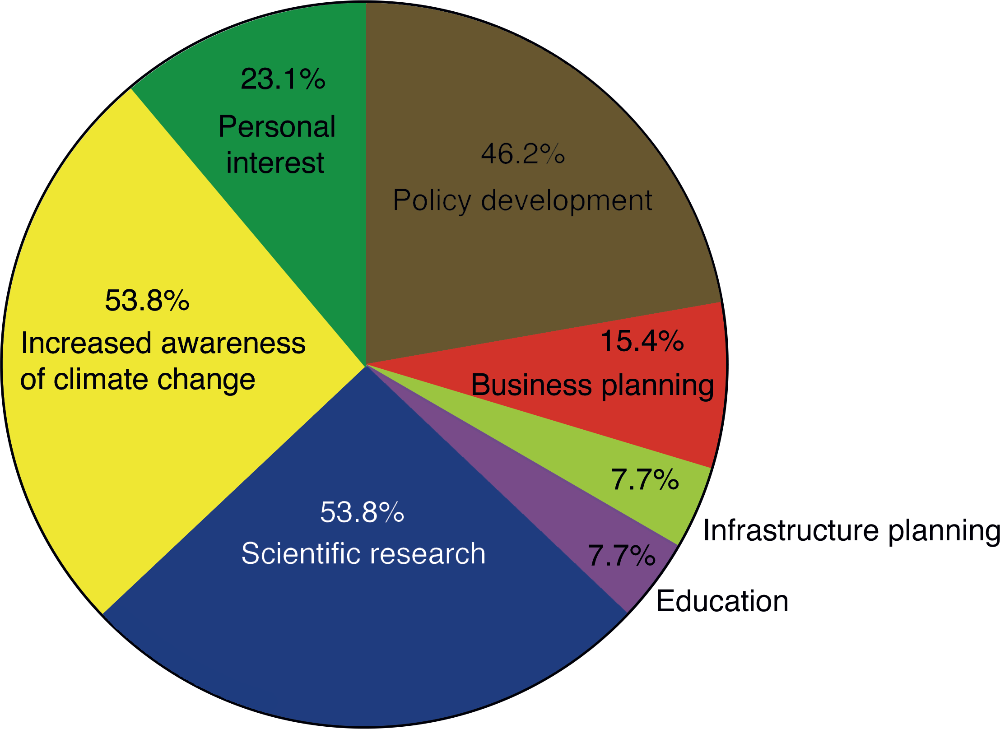 23.1%
Personal
interest
46.2%
Policy development
53.8%
Increased awareness
of climate change
15.4%
Business planning
7.7%
Infrastructure planning
7.7%
Education
53.8%
Scientific research